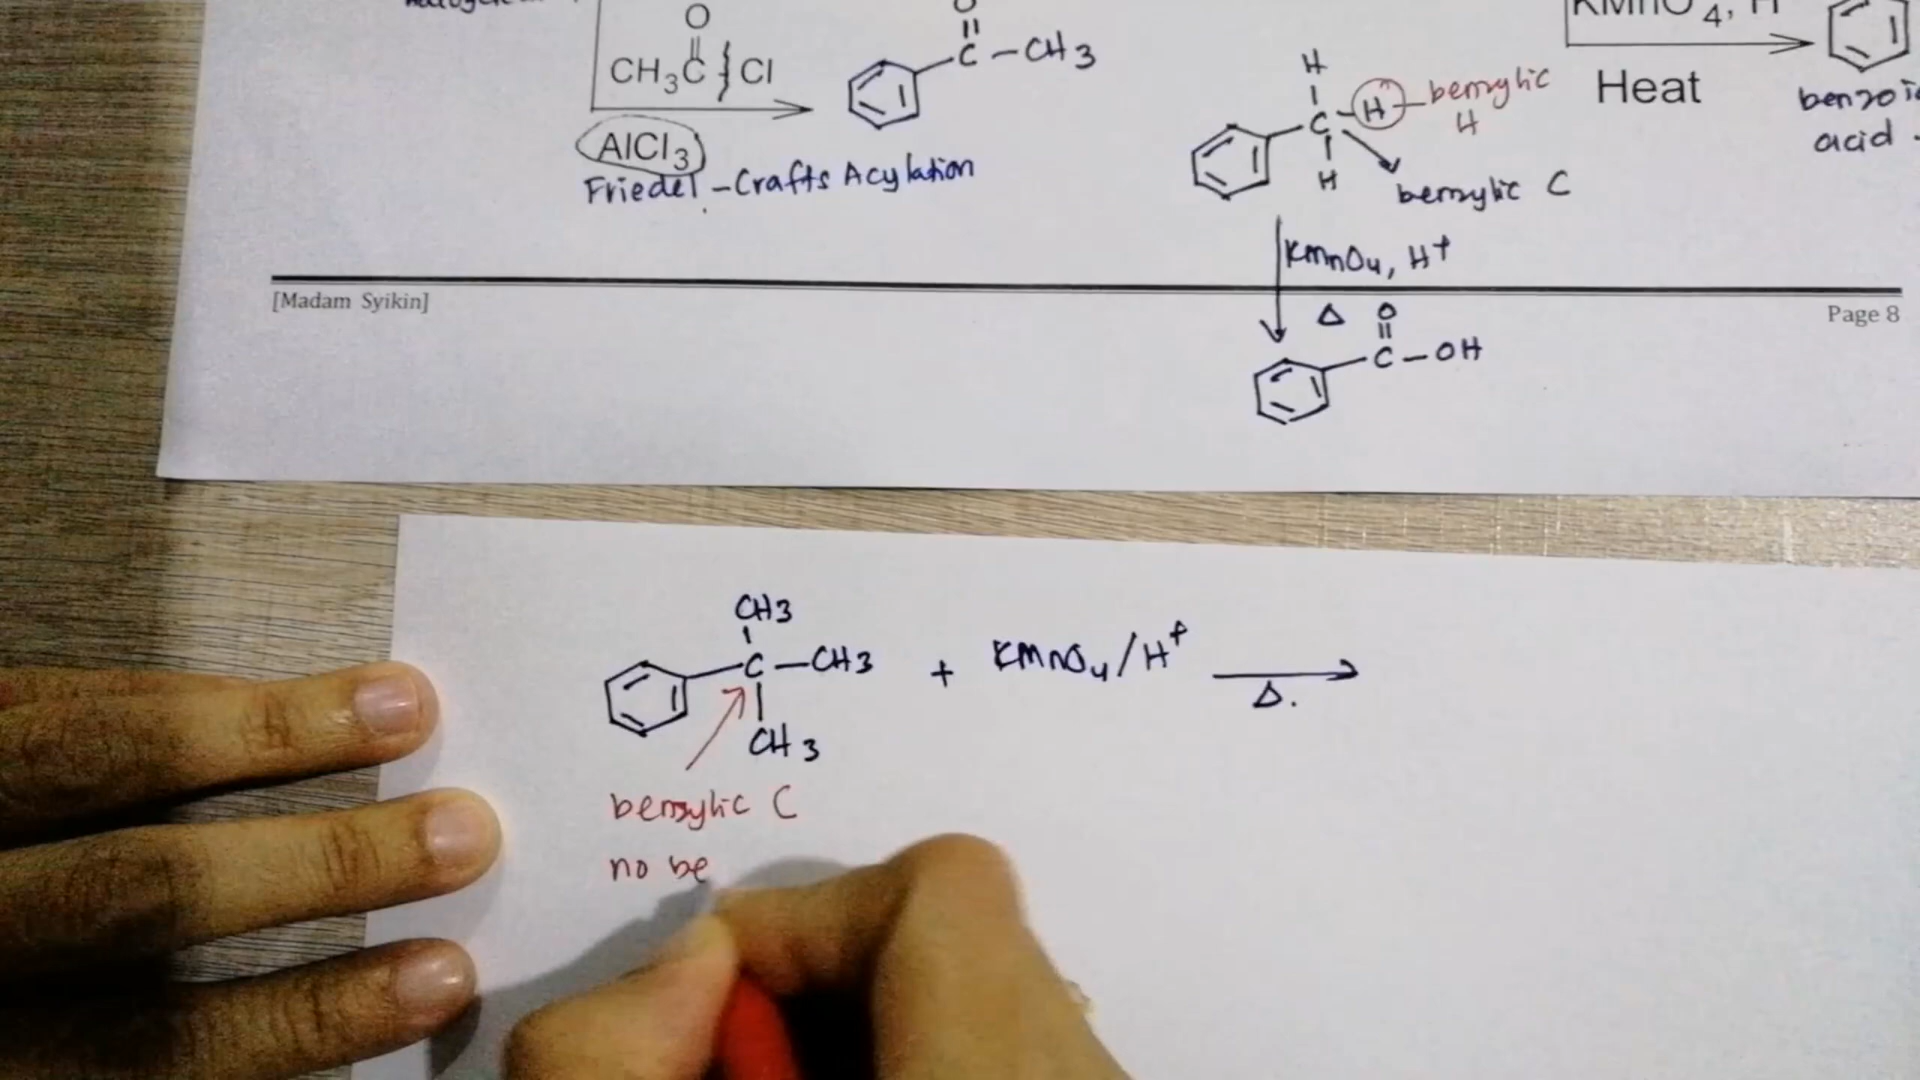 O
CH3C Cl
AlCl3
Friedel-Crafts Acylation
O
C-CH3
H
C H benzylic
H
H
benzylic C
KMnO4, H
Heat
benzoic
acid
KMnO4, H+
Δ
O
C-OH
[Madam Syikin]
Page 8
CH3
C-CH3 + KMnO4/H+
Δ.
CH3
benzylic C
no be